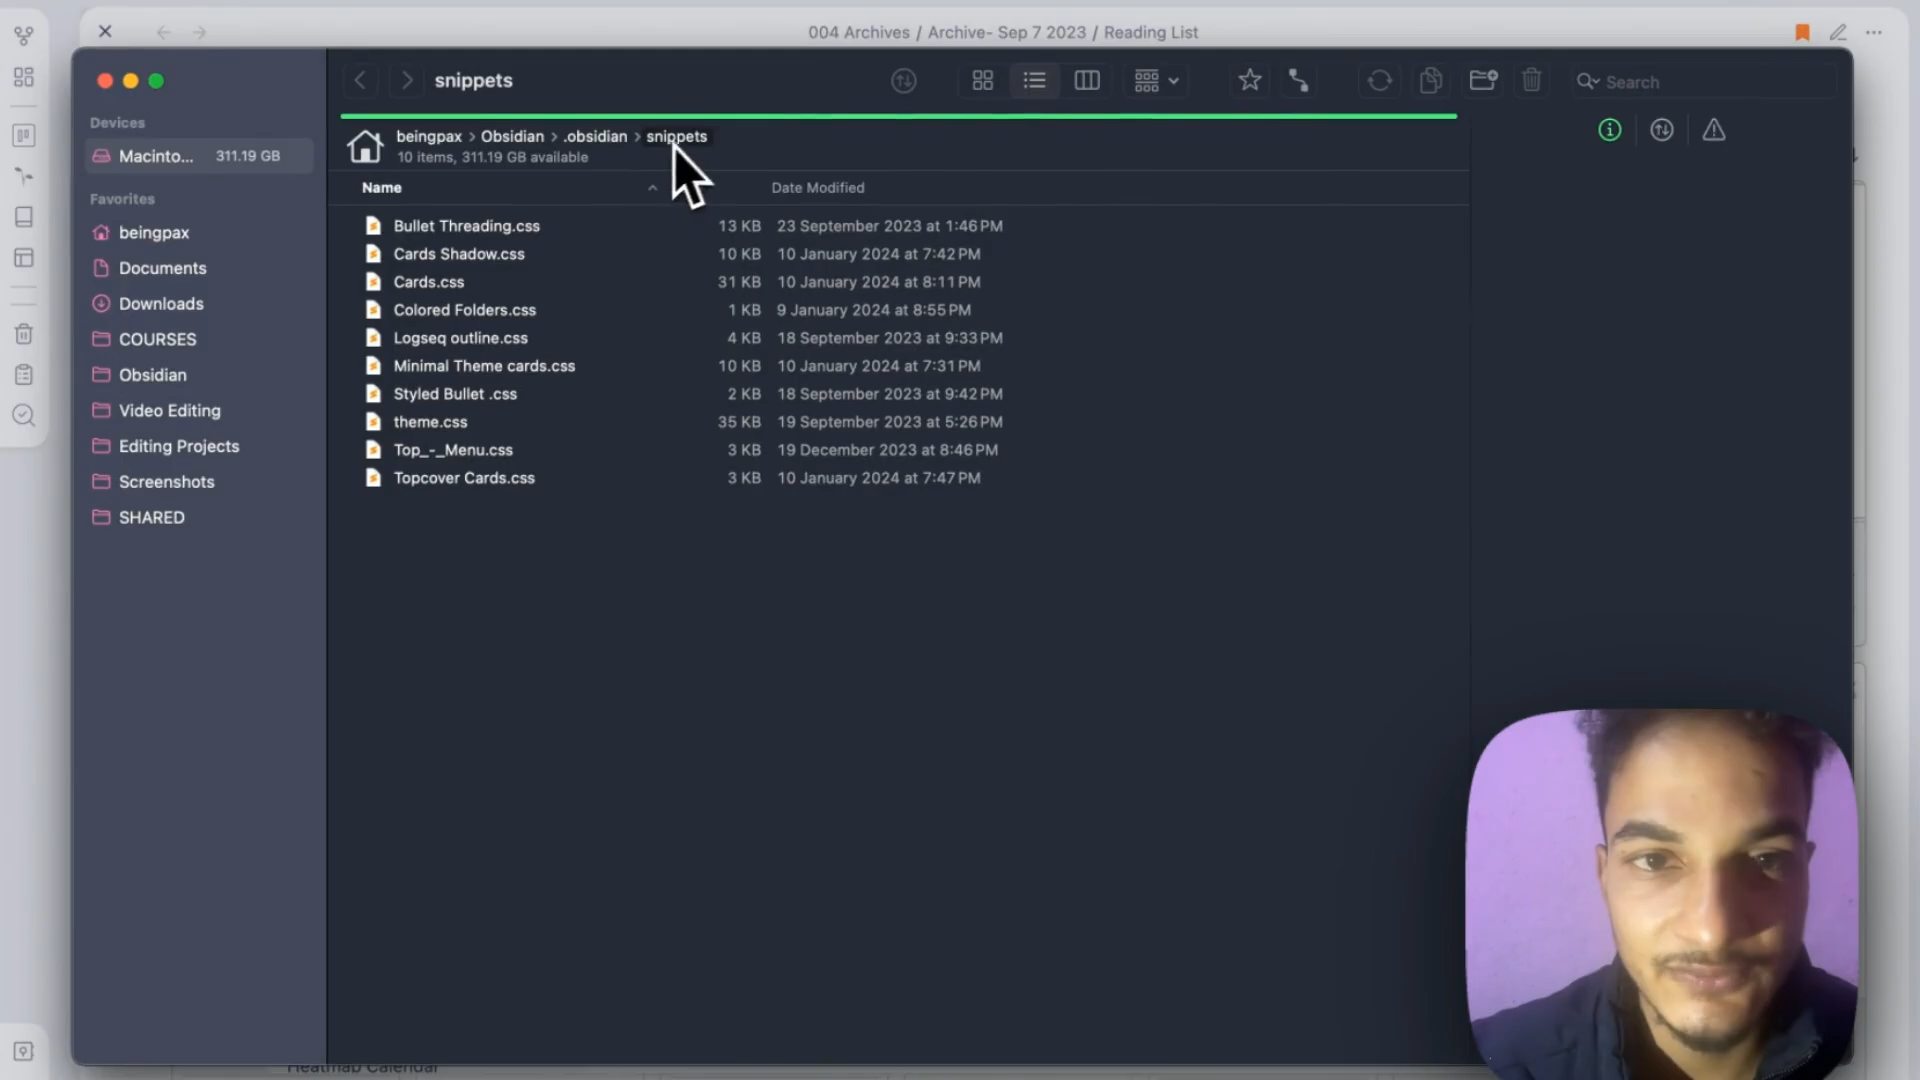 004 Archives / Archive- Sep 7 2023 / Reading List
snippets
Search
Devices
Macinto... 311.19 GB
Favorites
beingpax
Documents
Downloads
COURSES
Obsidian
Video Editing
Editing Projects
Screenshots
SHARED
beingpax > Obsidian > .obsidian > snippets
10 items, 311.19 GB available
Name Date Modified
Bullet Threading.css 13 KB 23 September 2023 at 1:46 PM
Cards Shadow.css 10 KB 10 January 2024 at 7:42 PM
Cards.css 31 KB 10 January 2024 at 8:11 PM
Colored Folders.css 1 KB 9 January 2024 at 8:55 PM
Logseq outline.css 4 KB 18 September 2023 at 9:33 PM
Minimal Theme cards.css 10 KB 10 January 2024 at 7:31 PM
Styled Bullet .css 2 KB 18 September 2023 at 9:42 PM
theme.css 35 KB 19 September 2023 at 5:26 PM
Top_-_Menu.css 3 KB 19 December 2023 at 8:46 PM
Topcover Cards.css 3 KB 10 January 2024 at 7:47 PM
Heatmap Calendar